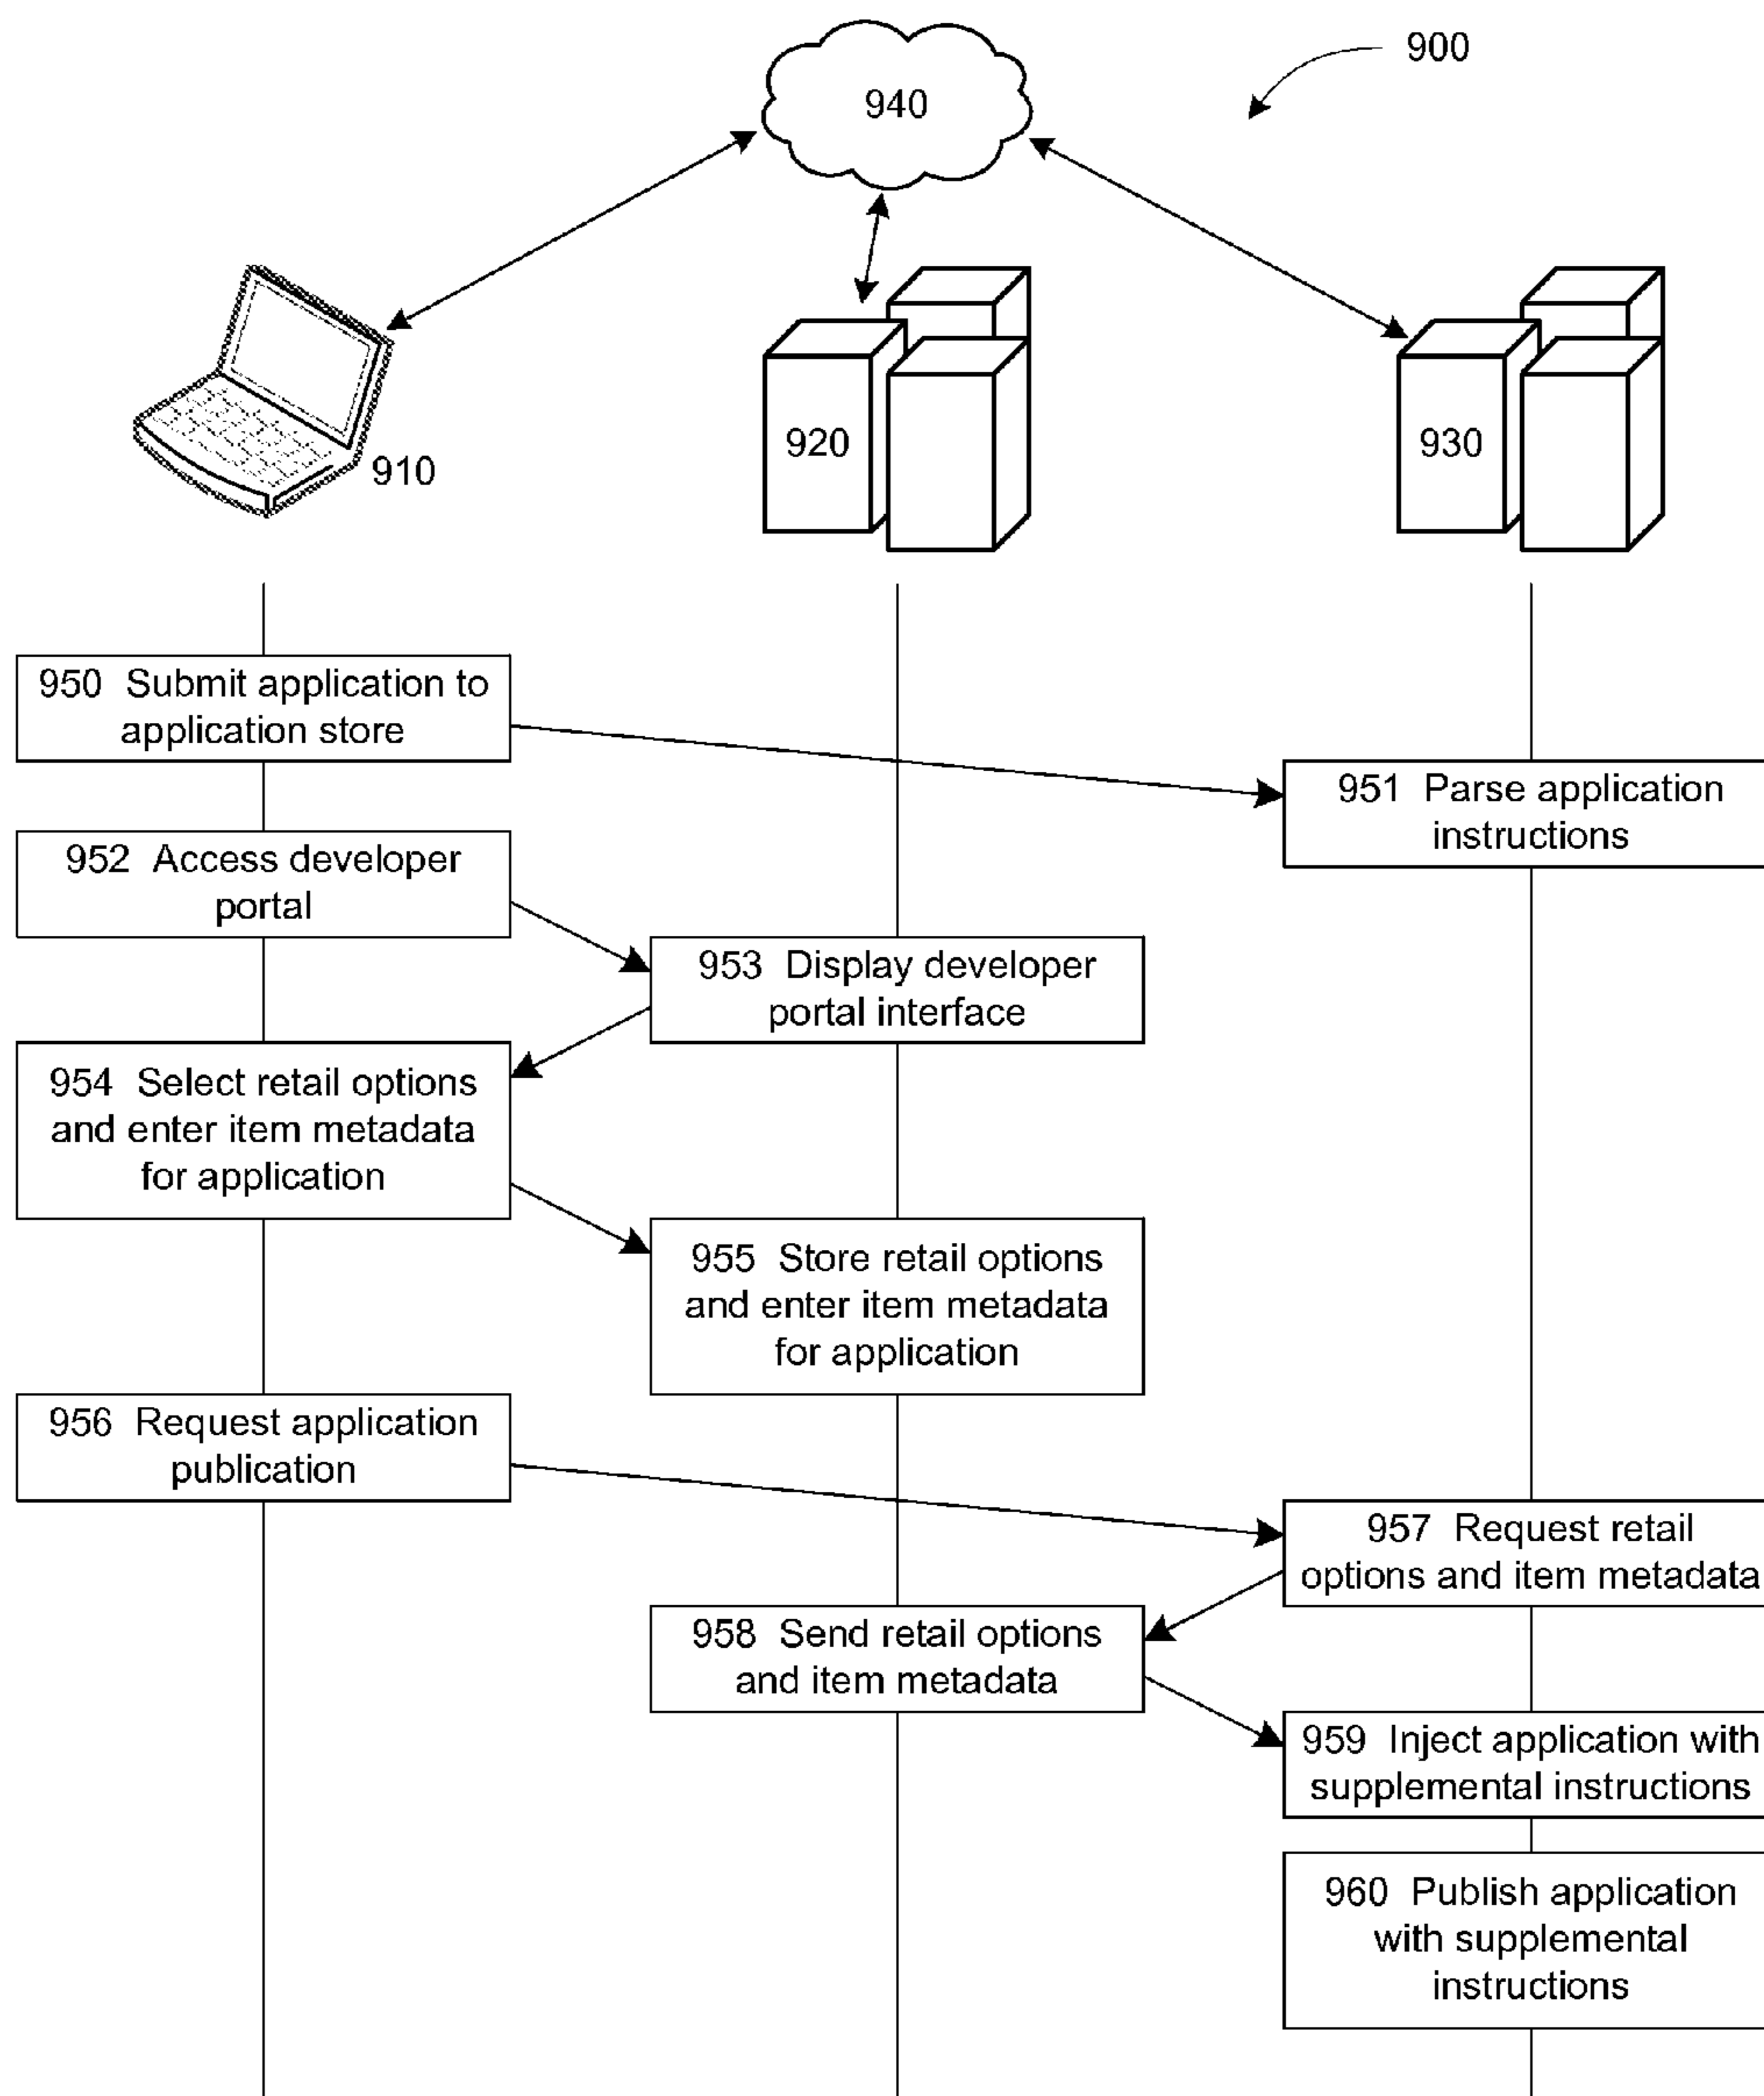 900
940
920
930
910
950 Submit application to
application store
951 Parse application
instructions
952 Access developer
portal
953 Display developer
portal interface
954 Select retail options
and enter item metadata
for application
955 Store retail options
and enter item metadata
for application
956 Request application
publication
957 Request retail
options and item metadata
958 Send retail options
and item metadata
959 Inject application with
supplemental instructions
960 Publish application
with supplemental
instructions